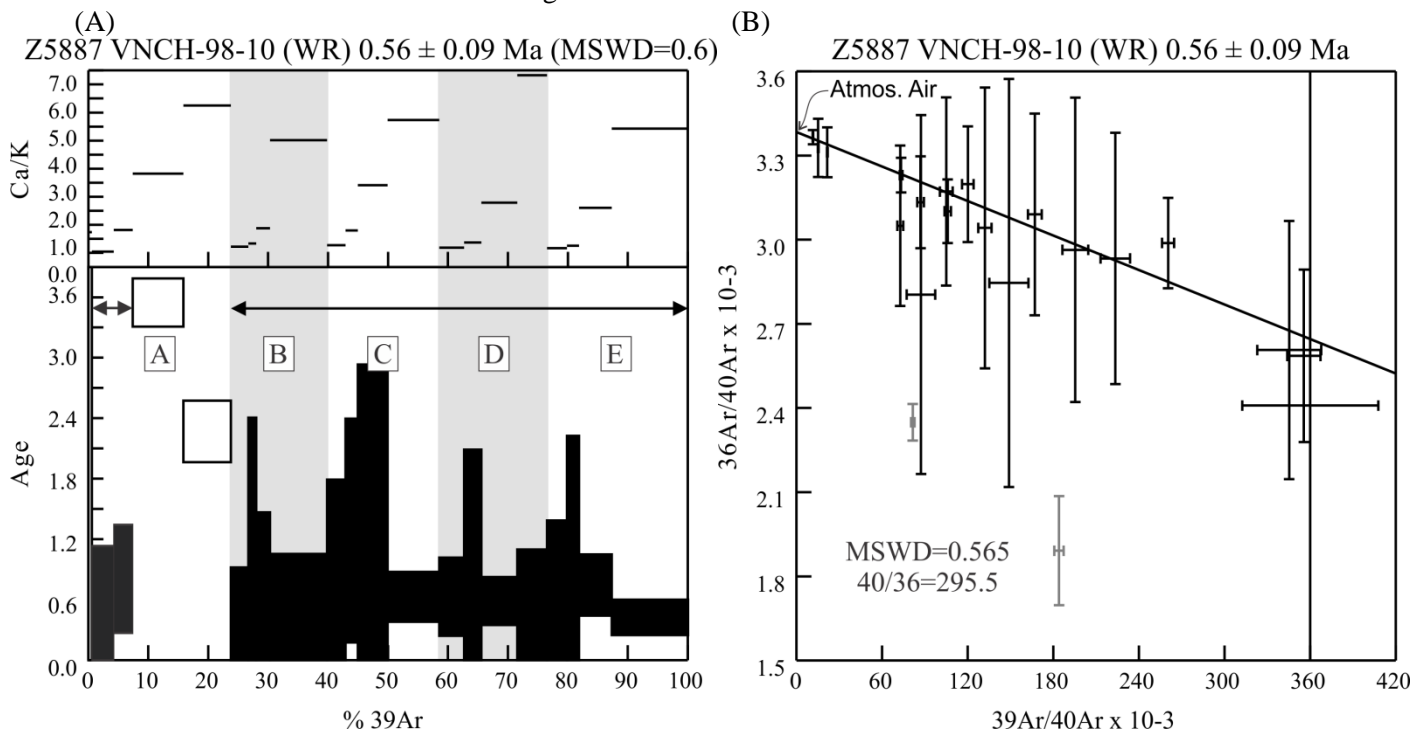 (A)
Z5887 VNCH-98-10 (WR) 0.56 ± 0.09 Ma (MSWD=0.6)
7.0
6.0
5.0
4.0
3.0
2.0
1.0
0.0
Ca/K
3.6
3.0
2.4
1.8
1.2
0.6
0.0
Age
A
B
C
D
E
0 10 20 30 40 50 60 70 80 90 100
% 39Ar
(B)
Z5887 VNCH-98-10 (WR) 0.56 ± 0.09 Ma
3.6
3.3
3.0
2.7
2.4
2.1
1.8
1.5
36Ar/40Ar x 10-3
Atmos. Air
MSWD=0.565
40/36=295.5
0 60 120 180 240 300 360 420
39Ar/40Ar x 10-3